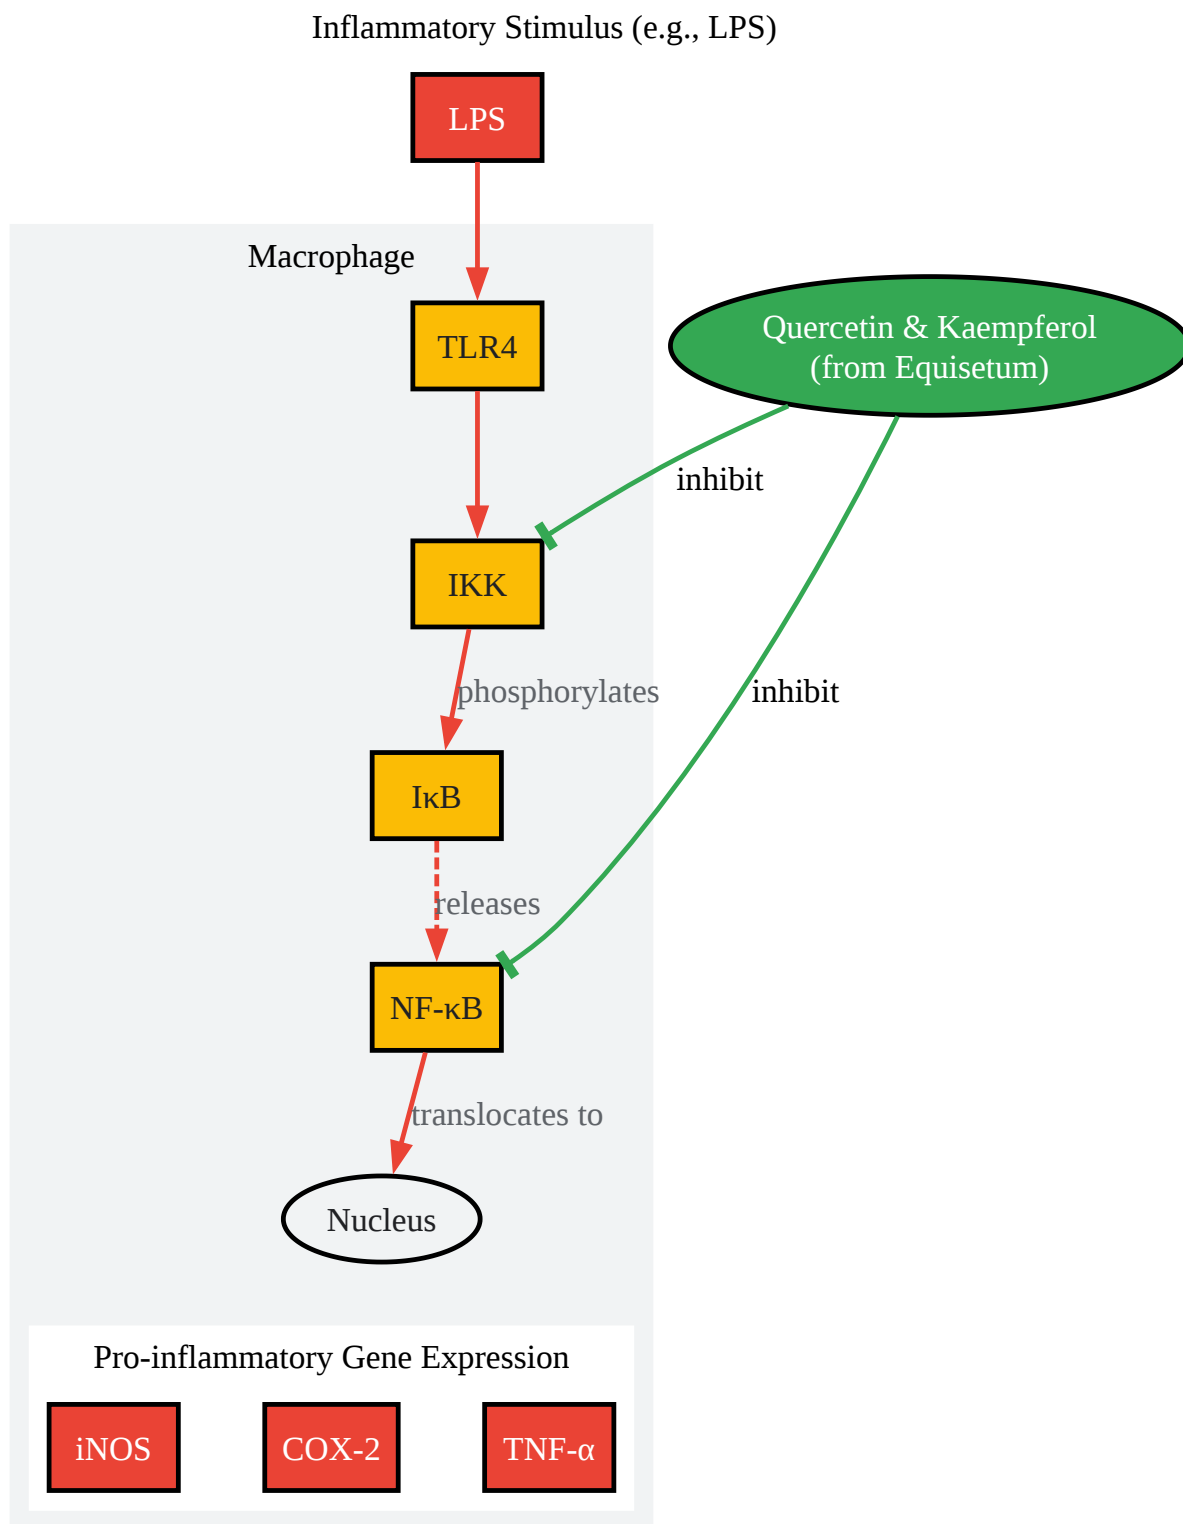 Inflammatory Stimulus (e.g., LPS)
LPS
Macrophage
TLR4
Quercetin & Kaempferol
(from Equisetum)
inhibit
IKK
phosphorylates
inhibit
IκB
releases
NF-κB
translocates to
Nucleus
Pro-inflammatory Gene Expression
iNOS
COX-2
TNF-α